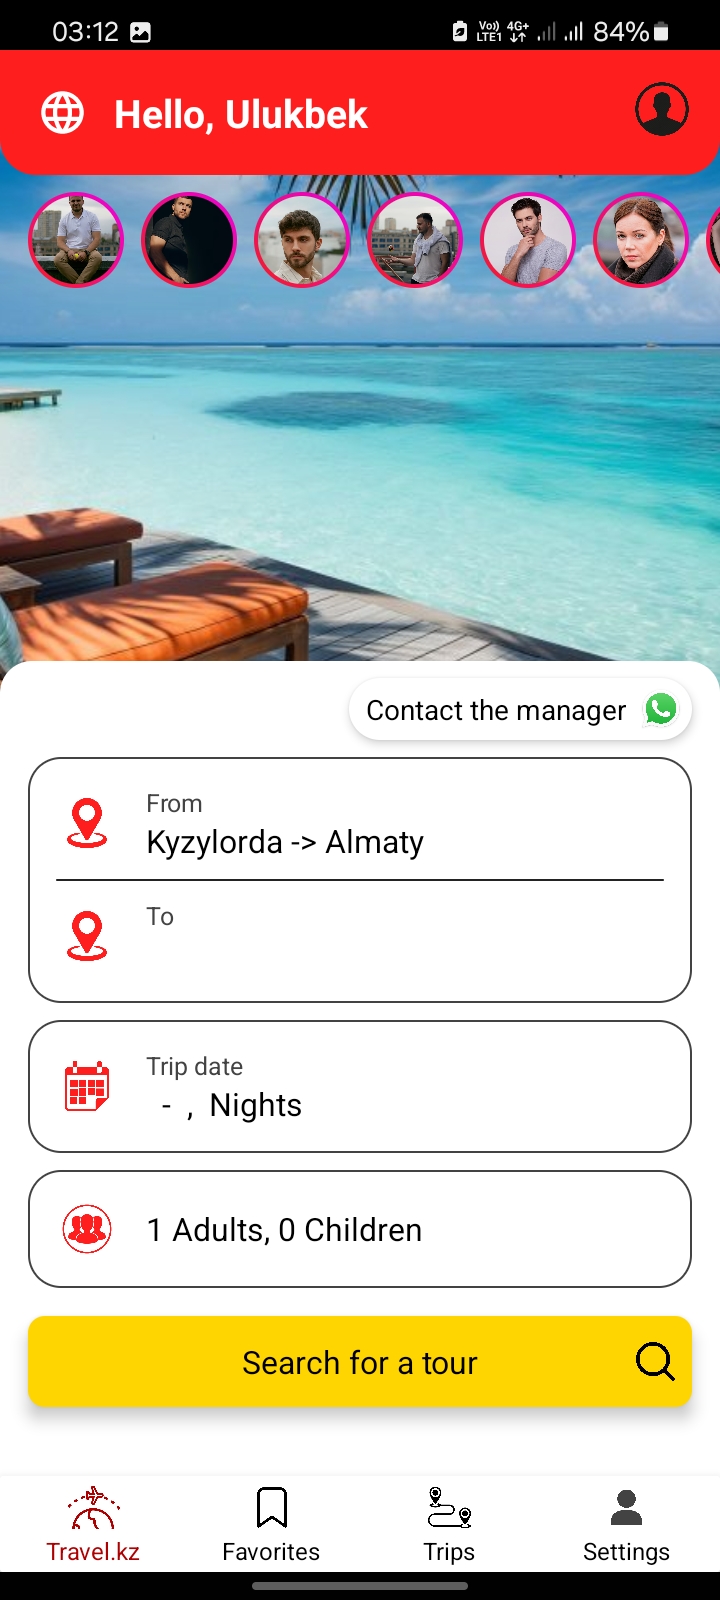 03:12
Vo)) LTE1 4G+ 84%
Hello, Ulukbek
Contact the manager
From
Kyzylorda -> Almaty
To
Trip date
- , Nights
1 Adults, 0 Children
Search for a tour
Travel.kz Favorites Trips Settings